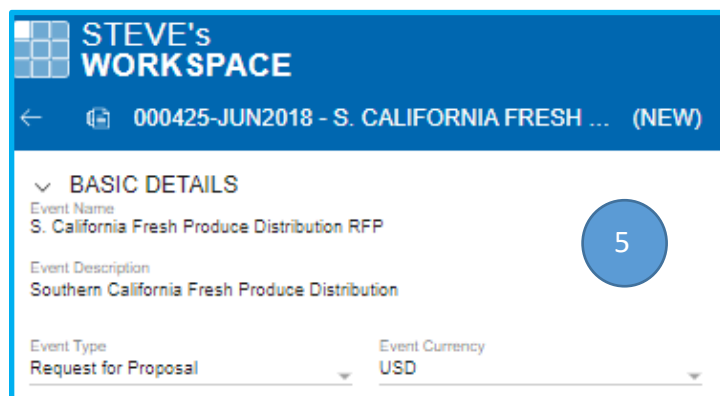 STEVE's
WORKSPACE
000425-JUN2018 - S. CALIFORNIA FRESH ... (NEW)
BASIC DETAILS
Event Name
S. California Fresh Produce Distribution RFP
5
Event Description
Southern California Fresh Produce Distribution
Event Type Event Currency
Request for Proposal USD